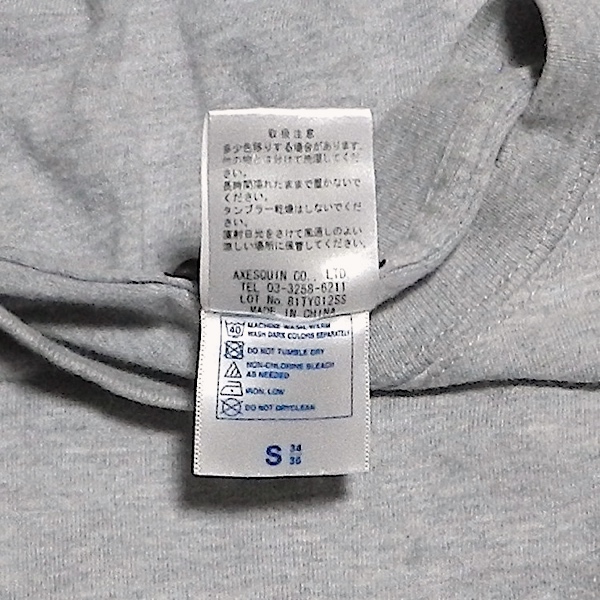 取扱注意
多少色移りする場合があります。
他の物とは分けて洗濯してくだ
さい。
長時間濡れたままで置かないで
ください。
タンブラー乾燥はしないでくだ
さい。
直射日光をさけて風通しのよい
涼しい場所に保管してください。
AXESQUIN CO., LTD.
TEL 03-3258-6211
LOT No. 81TYG12SS
MADE IN CHINA
40
MACHINE WASH, WARM
WASH DARK COLORS SEPARATELY
DO NOT TUMBLE DRY
NON-CHLORINE BLEACH
AS NEEDED
IRON, LOW
DO NOT DRYCLEAN
S 34
36